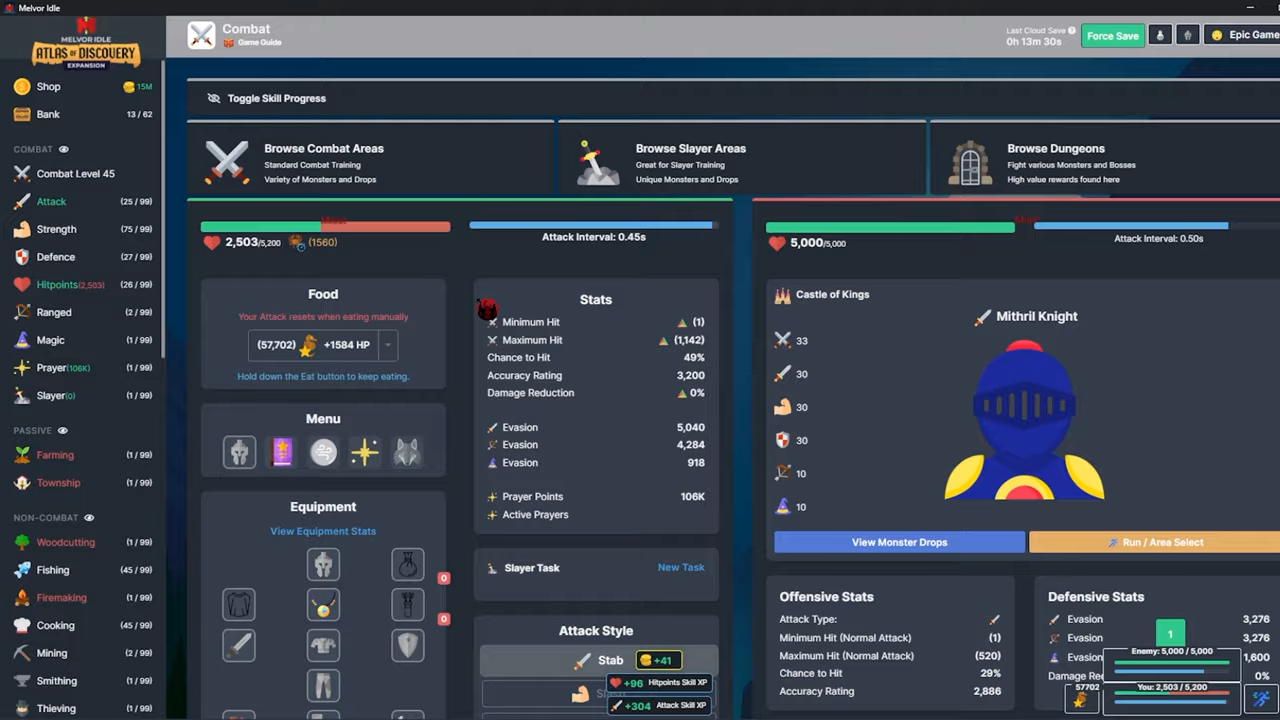 Melvor Idle
MELVOR IDLE
ATLAS OF DISCOVERY
EXPANSION
Shop 15M
Bank 13 / 62
COMBAT
Combat Level 45
Attack (25 / 99)
Strength (75 / 99)
Defence (27 / 99)
Hitpoints(2,503) (26 / 99)
Ranged (2 / 99)
Magic (1 / 99)
Prayer(106K) (1 / 99)
Slayer(0) (1 / 99)
PASSIVE
Farming (1 / 99)
Township (1 / 99)
NON-COMBAT
Woodcutting (1 / 99)
Fishing (45 / 99)
Firemaking (1 / 99)
Cooking (45 / 99)
Mining (1 / 99)
Smithing (1 / 99)
Thieving (1 / 99)
Combat
Game Guide
Last Cloud Save
0h 13m 30s
Force Save
Epic Game
Toggle Skill Progress
Browse Combat Areas
Standard Combat Training
Variety of Monsters and Drops
Browse Slayer Areas
Great for Slayer Training
Unique Monsters and Drops
Browse Dungeons
Fight various Monsters and Bosses
High value rewards found here
2,503/5,200 (1560)
Attack Interval: 0.45s
Food
Your Attack resets when eating manually
(57,702) +1584 HP
Hold down the Eat button to keep eating.
Menu
Equipment
View Equipment Stats
0
0
Stats
Minimum Hit (1)
Maximum Hit (1,142)
Chance to Hit 49%
Accuracy Rating 3,200
Damage Reduction 0%
Evasion 5,040
Evasion 4,284
Evasion 918
Prayer Points 106K
Active Prayers
Slayer Task New Task
Attack Style
Stab
+41
+96 Hitpoints Skill XP
+304 Attack Skill XP
5,000/5,000
Attack Interval: 0.50s
Castle of Kings
Mithril Knight
33
30
30
30
10
10
View Monster Drops
Run / Area Select
Offensive Stats
Attack Type:
Minimum Hit (Normal Attack) (1)
Maximum Hit (Normal Attack) (520)
Chance to Hit 29%
Accuracy Rating 2,886
Defensive Stats
Evasion 3,276
Evasion 3,276
Evasion 1,600
0%
1
Enemy: 5,000 / 5,000
57702
You: 2,503 / 5,200